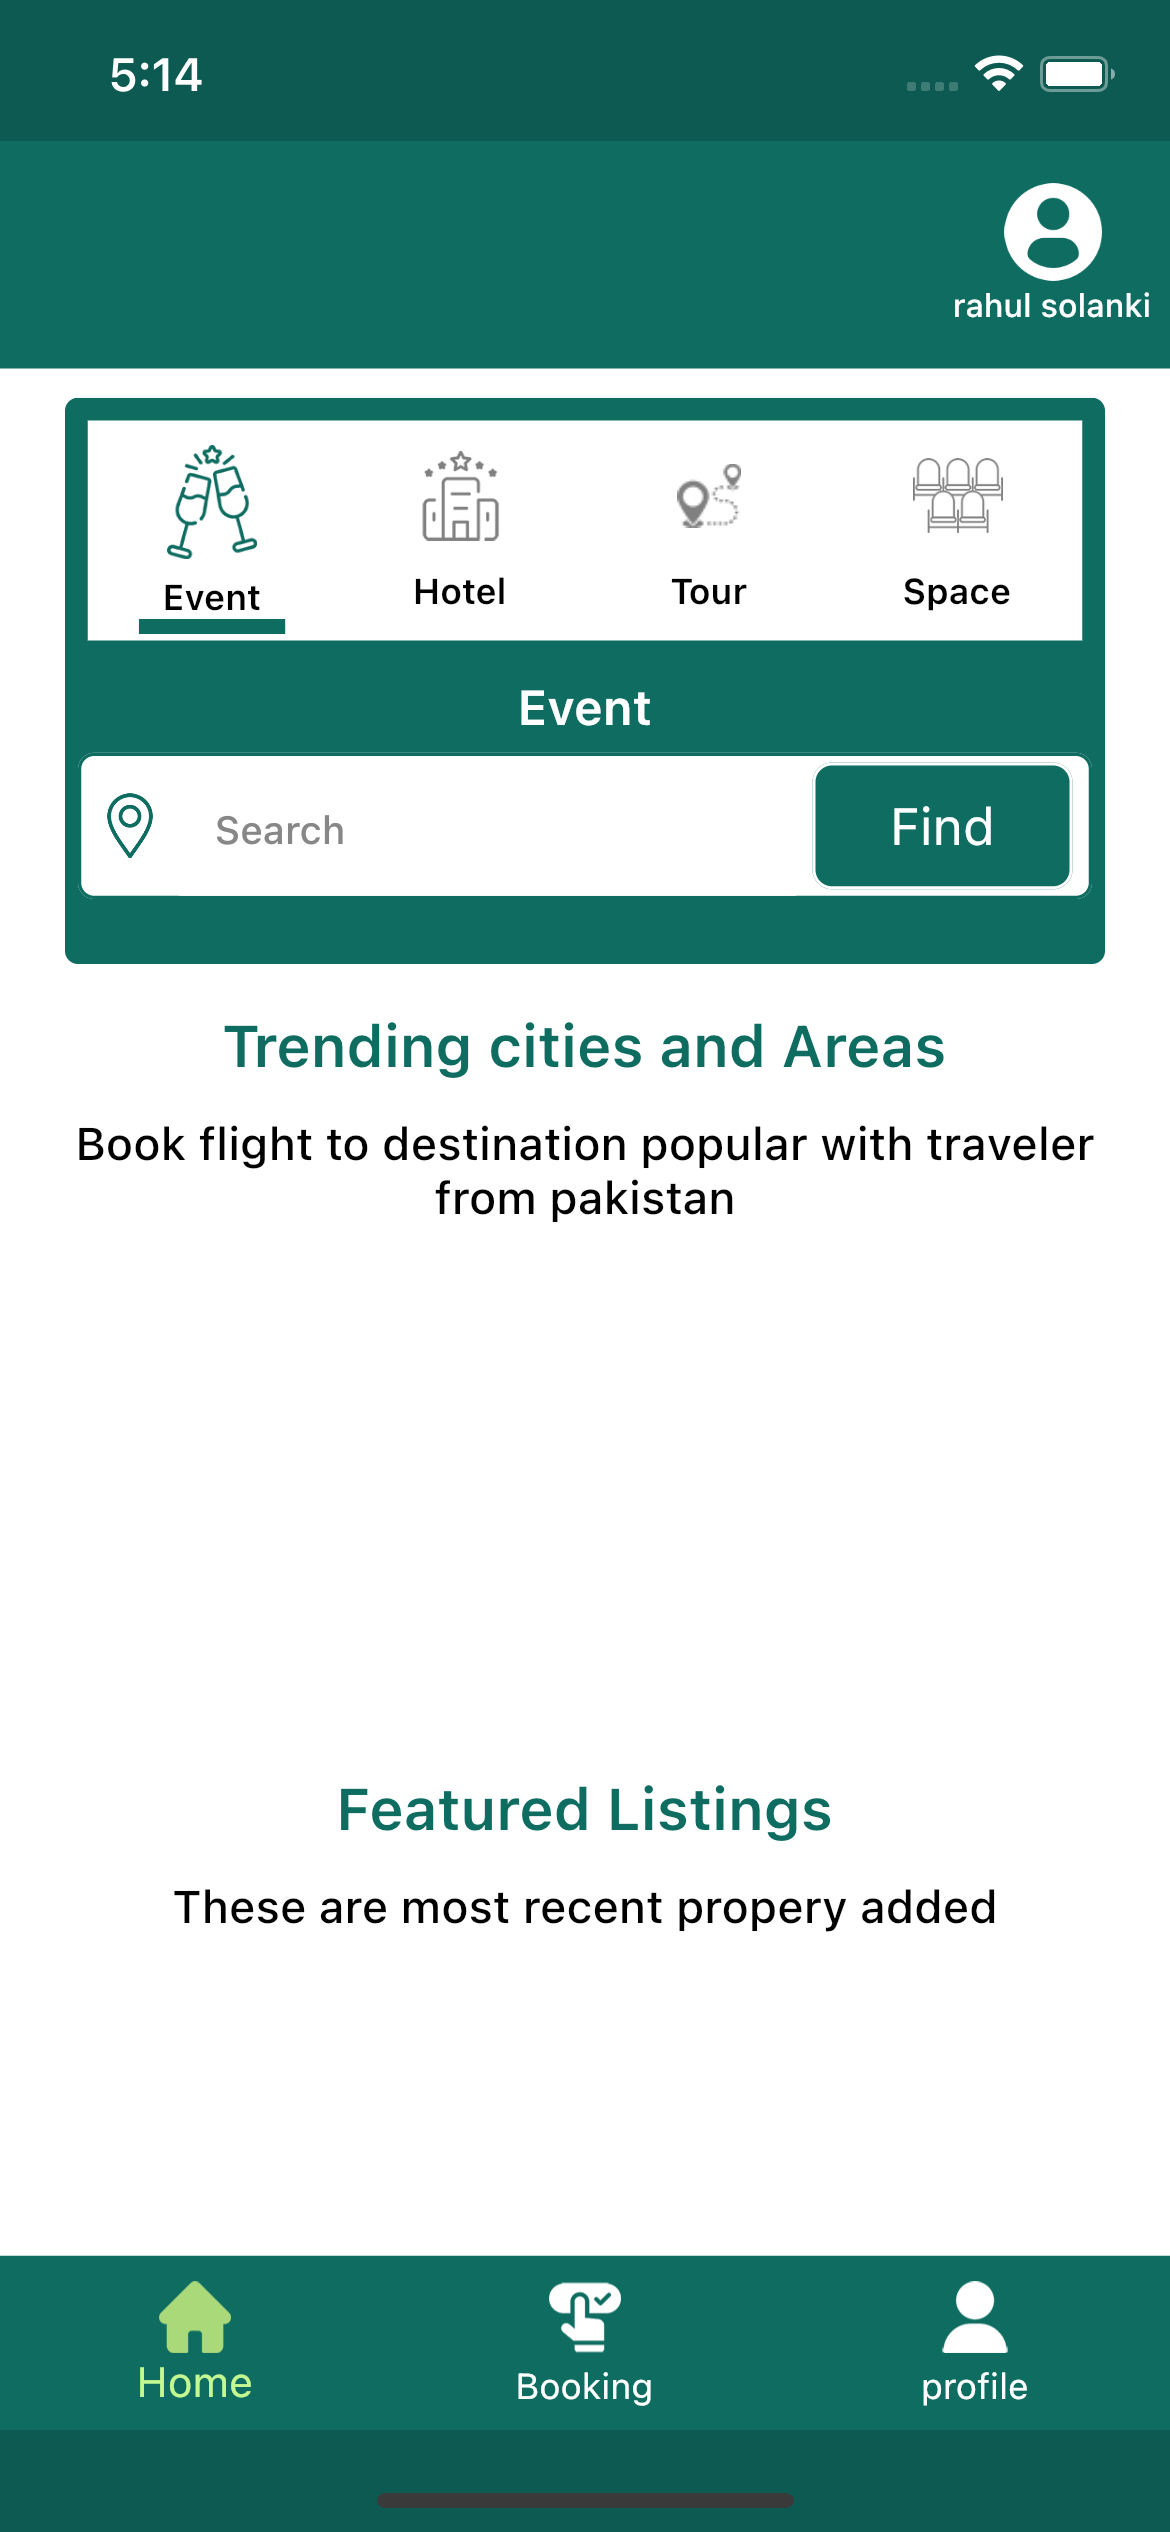 5:14
rahul solanki
Event
Hotel
Tour
Space
Event
Search
Find
Trending cities and Areas
Book flight to destination popular with traveler
from pakistan
Featured Listings
These are most recent propery added
Home
Booking
profile